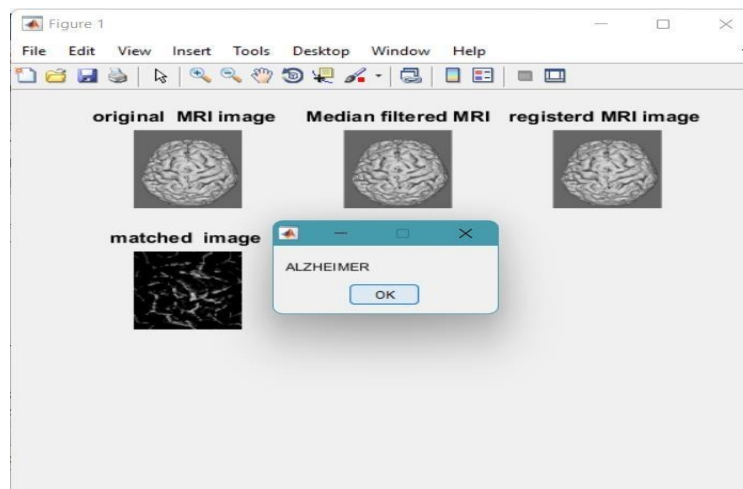 Figure 1
File Edit View Insert Tools Desktop Window Help
original MRI image Median filtered MRI registerd MRI image
matched image
ALZHEIMER
OK